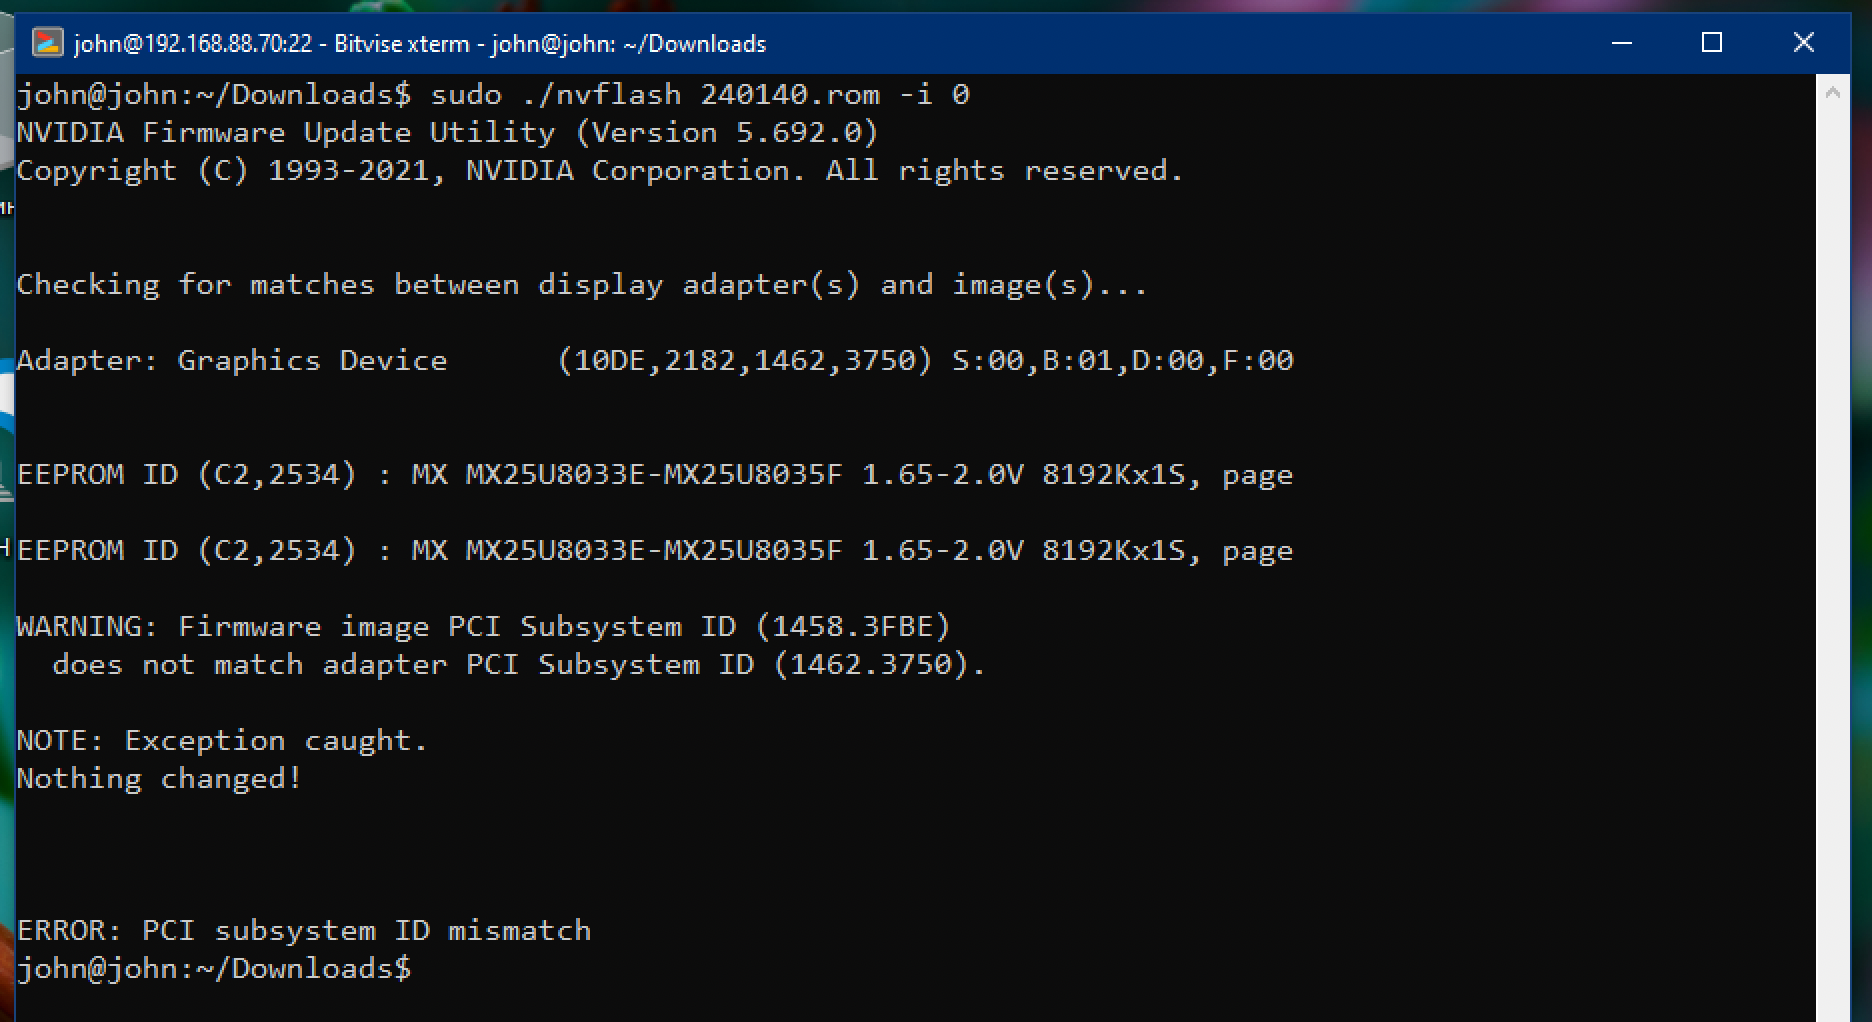 john@192.168.88.70:22 - Bitvise xterm - john@john: ~/Downloads
john@john:~/Downloads$ sudo ./nvflash 240140.rom -i 0
NVIDIA Firmware Update Utility (Version 5.692.0)
Copyright (C) 1993-2021, NVIDIA Corporation. All rights reserved.
Checking for matches between display adapter(s) and image(s)...
Adapter: Graphics Device      (10DE,2182,1462,3750) S:00,B:01,D:00,F:00
EEPROM ID (C2,2534) : MX MX25U8033E-MX25U8035F 1.65-2.0V 8192Kx1S, page
EEPROM ID (C2,2534) : MX MX25U8033E-MX25U8035F 1.65-2.0V 8192Kx1S, page
WARNING: Firmware image PCI Subsystem ID (1458.3FBE)
  does not match adapter PCI Subsystem ID (1462.3750).
NOTE: Exception caught.
Nothing changed!
ERROR: PCI subsystem ID mismatch
john@john:~/Downloads$